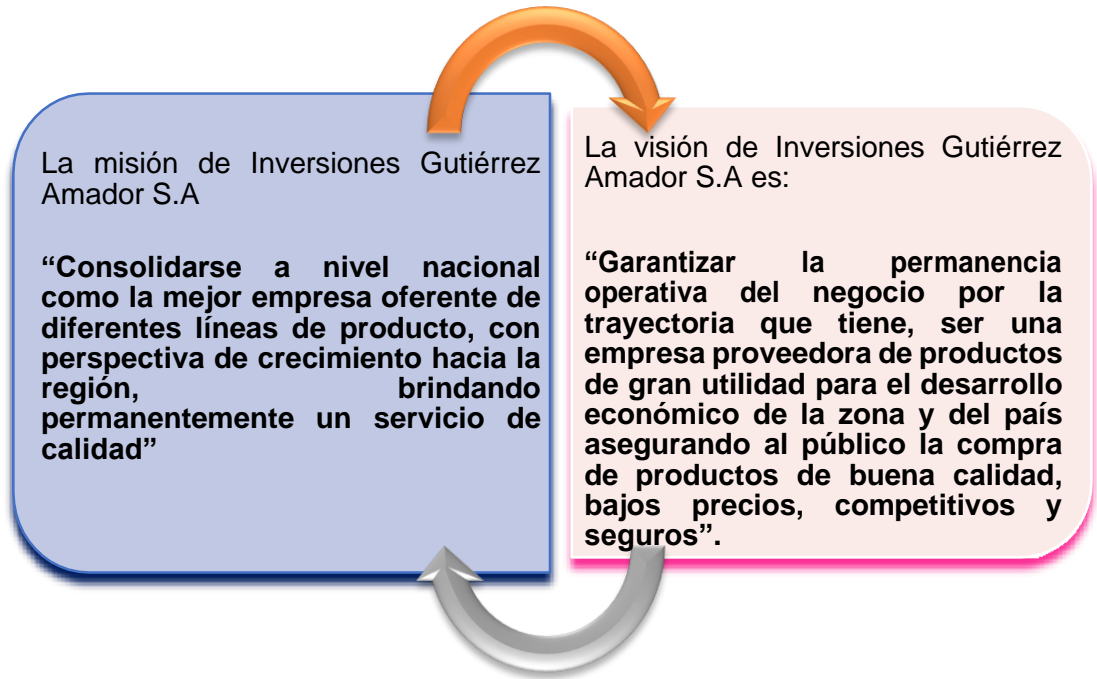 La misión de Inversiones Gutiérrez
Amador S.A
“Consolidarse a nivel nacional
como la mejor empresa oferente de
diferentes líneas de producto, con
perspectiva de crecimiento hacia la
región, brindando
permanentemente un servicio de
calidad”
La visión de Inversiones Gutiérrez
Amador S.A es:
“Garantizar la permanencia
operativa del negocio por la
trayectoria que tiene, ser una
empresa proveedora de productos
de gran utilidad para el desarrollo
económico de la zona y del país
asegurando al público la compra
de productos de buena calidad,
bajos precios, competitivos y
seguros”.